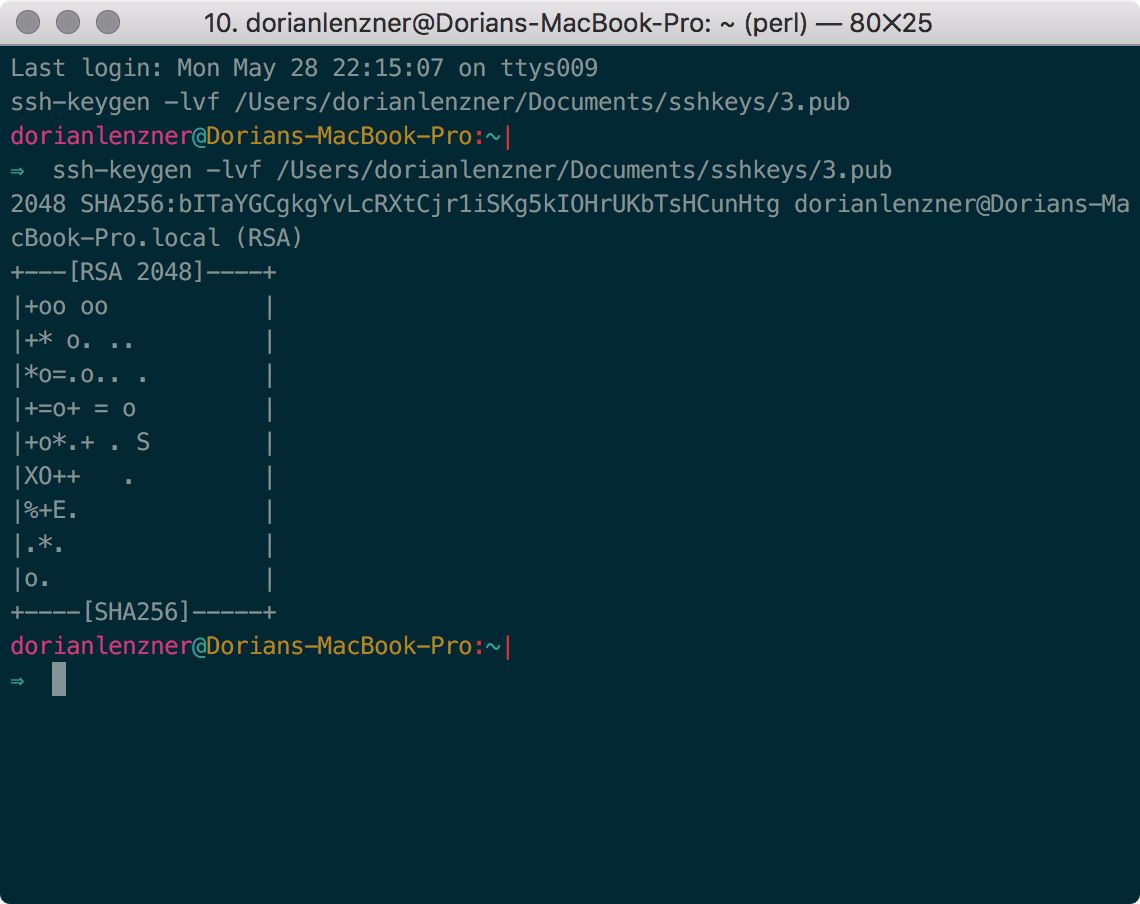 10. dorianlenzner@Dorians-MacBook-Pro: ~ (perl) — 80✕25
Last login: Mon May 28 22:15:07 on ttys009
ssh-keygen -lvf /Users/dorianlenzner/Documents/sshkeys/3.pub
dorianlenzner@Dorians-MacBook-Pro:~|
⇒  ssh-keygen -lvf /Users/dorianlenzner/Documents/sshkeys/3.pub
2048 SHA256:bITaYGCgkgYvLcRXtCjr1iSKg5kIOHrUKbTsHCunHtg dorianlenzner@Dorians-Ma
cBook-Pro.local (RSA)
+---[RSA 2048]----+
|+oo oo           |
|+* o. ..         |
|*o=.o.. .        |
|+=o+ = o         |
|+o*.+ . S        |
|XO++   .         |
|%+E.             |
|.*.              |
|o.               |
+----[SHA256]-----+
dorianlenzner@Dorians-MacBook-Pro:~|
⇒